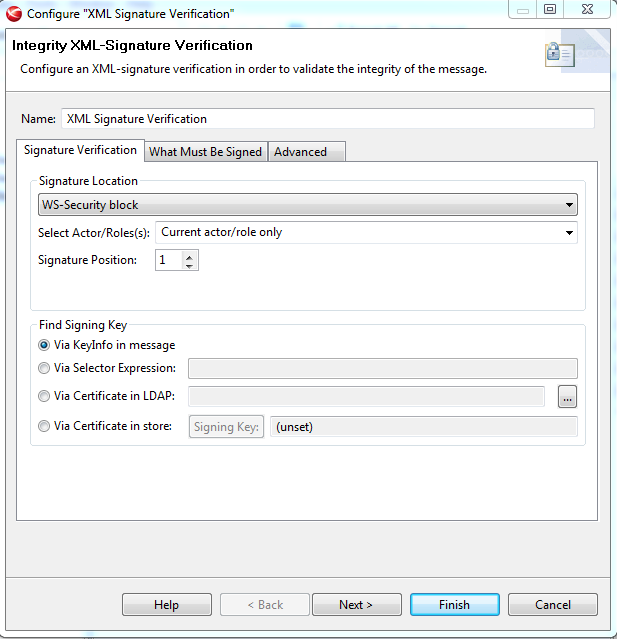 Configure "XML Signature Verification"
Integrity XML-Signature Verification
Configure an XML-signature verification in order to validate the integrity of the message.
Name: XML Signature Verification
Signature Verification What Must Be Signed Advanced
Signature Location
WS-Security block
Select Actor/Roles(s): Current actor/role only
Signature Position: 1
Find Signing Key
Via KeyInfo in message
Via Selector Expression:
Via Certificate in LDAP: ...
Via Certificate in store: Signing Key: (unset)
Help < Back Next > Finish Cancel